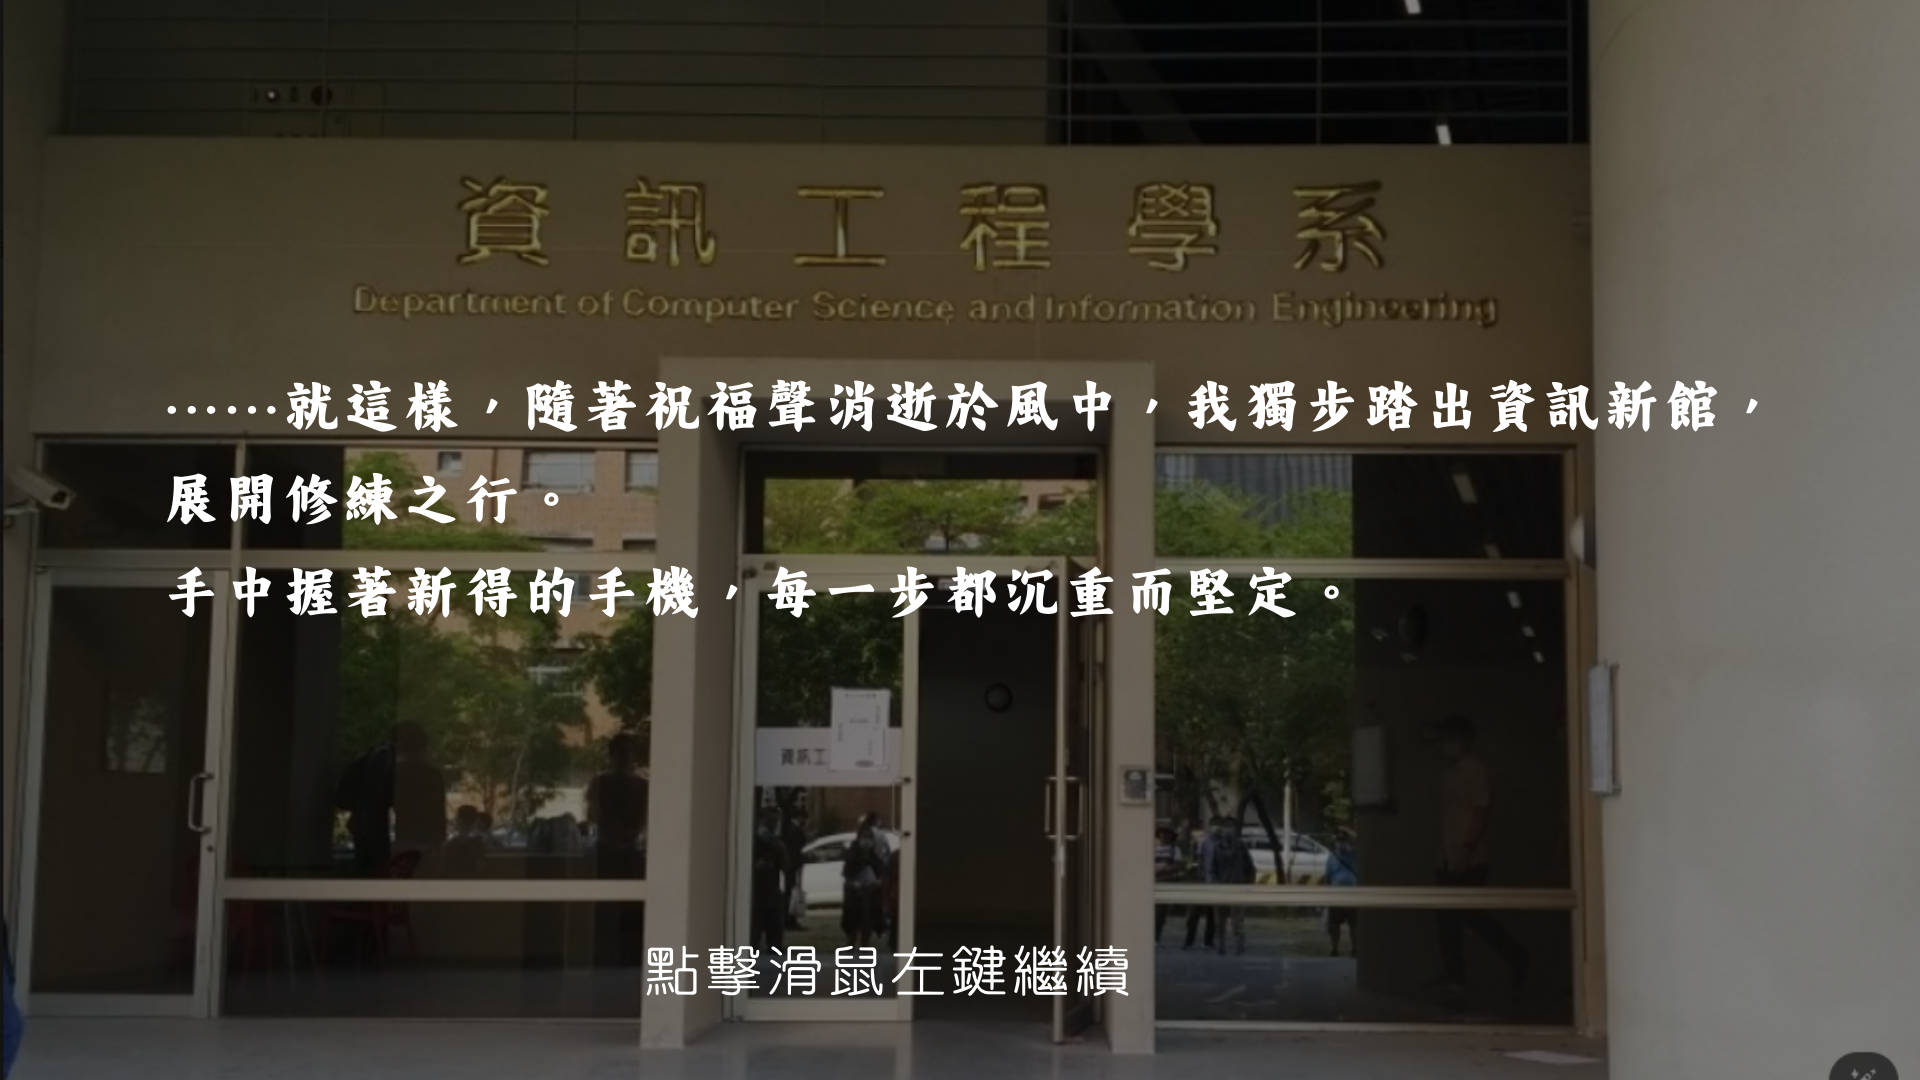 資訊工程學系
Department of Computer Science and Information Engineering
……就這樣，隨著祝福聲消逝於風中，我獨步踏出資訊新館，
展開修練之行。
手中握著新得的手機，每一步都沉重而堅定。
資訊工
點擊滑鼠左鍵繼續